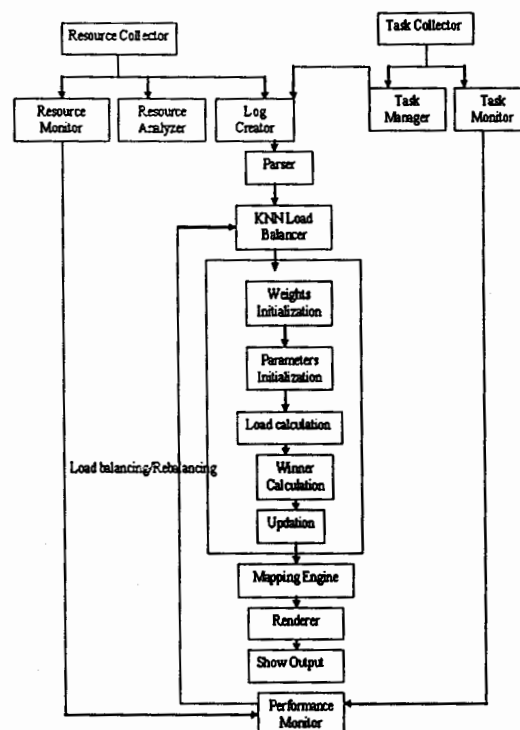 Resource Collector
Task Collector
Resource
Monitor
Resource
Analyzer
Log
Creator
Task
Manager
Task
Monitor
Parser
KNN Load
Balancer
Weights
Initialization
Parameters
Initialization
Load calculation
Load balancing/Rebalancing
Winner
Calculation
Updation
Mapping Engine
Renderer
Show Output
Performance
Monitor